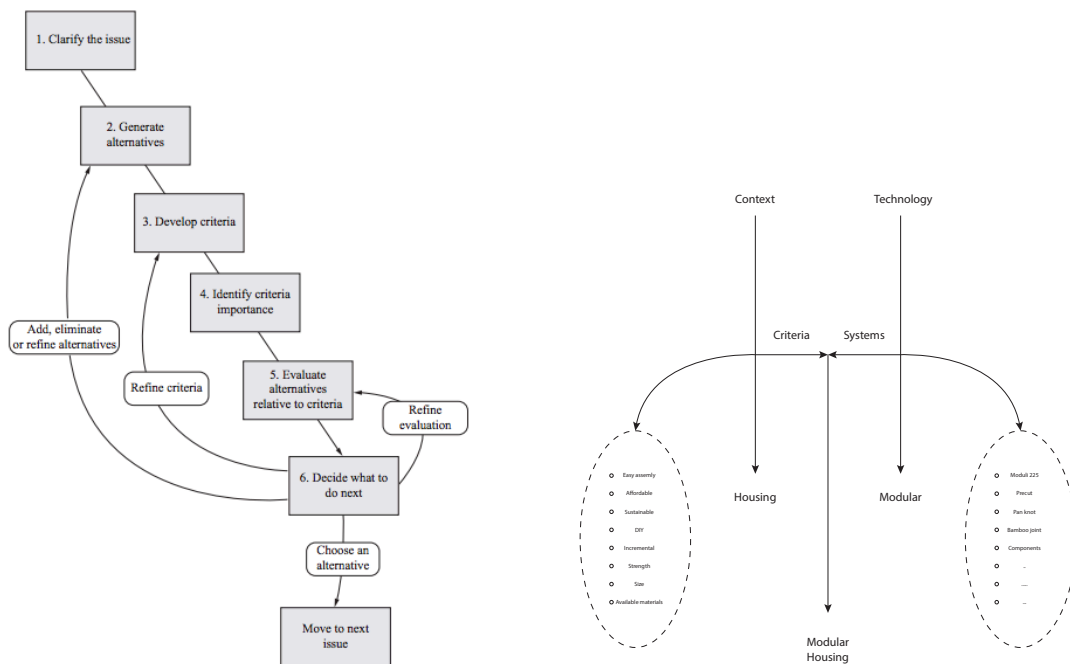 1. Clarify the issue
2. Generate
alternatives
3. Develop criteria
4. Identify criteria
importance
Add, eliminate
or refine alternatives
Refine criteria
5. Evaluate
alternatives
relative to criteria
Refine
evaluation
6. Decide what to
do next
Choose an
alternative
Move to next
issue
Context
Technology
Criteria
Systems
Easy assemly
Affordable
Sustainable
DIY
Incremental
Strength
Size
Available materials
Housing
Modular
Moduli 225
Precut
Pan knot
Bamboo joint
Components
..
....
..
Modular
Housing